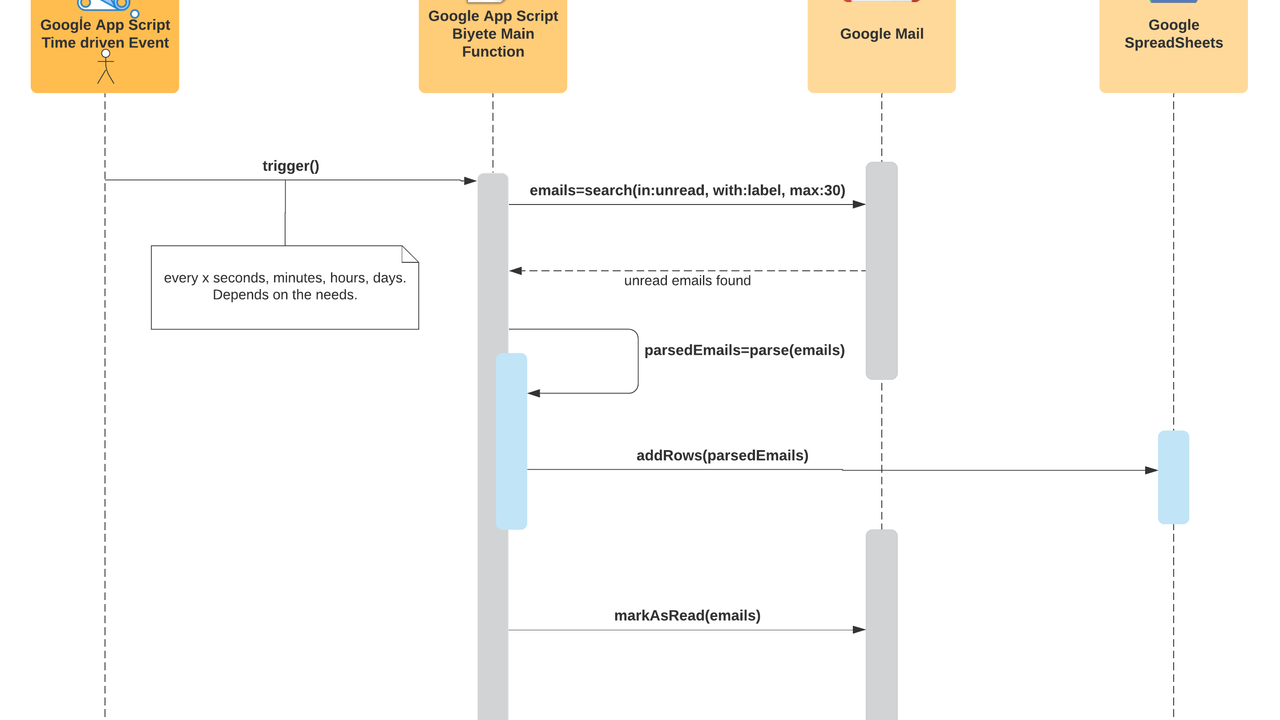 Google App Script
Time driven Event
Google App Script
Biyete Main
Function
Google Mail
Google
SpreadSheets
trigger()
emails=search(in:unread, with:label, max:30)
every x seconds, minutes, hours, days.
Depends on the needs.
unread emails found
parsedEmails=parse(emails)
addRows(parsedEmails)
markAsRead(emails)